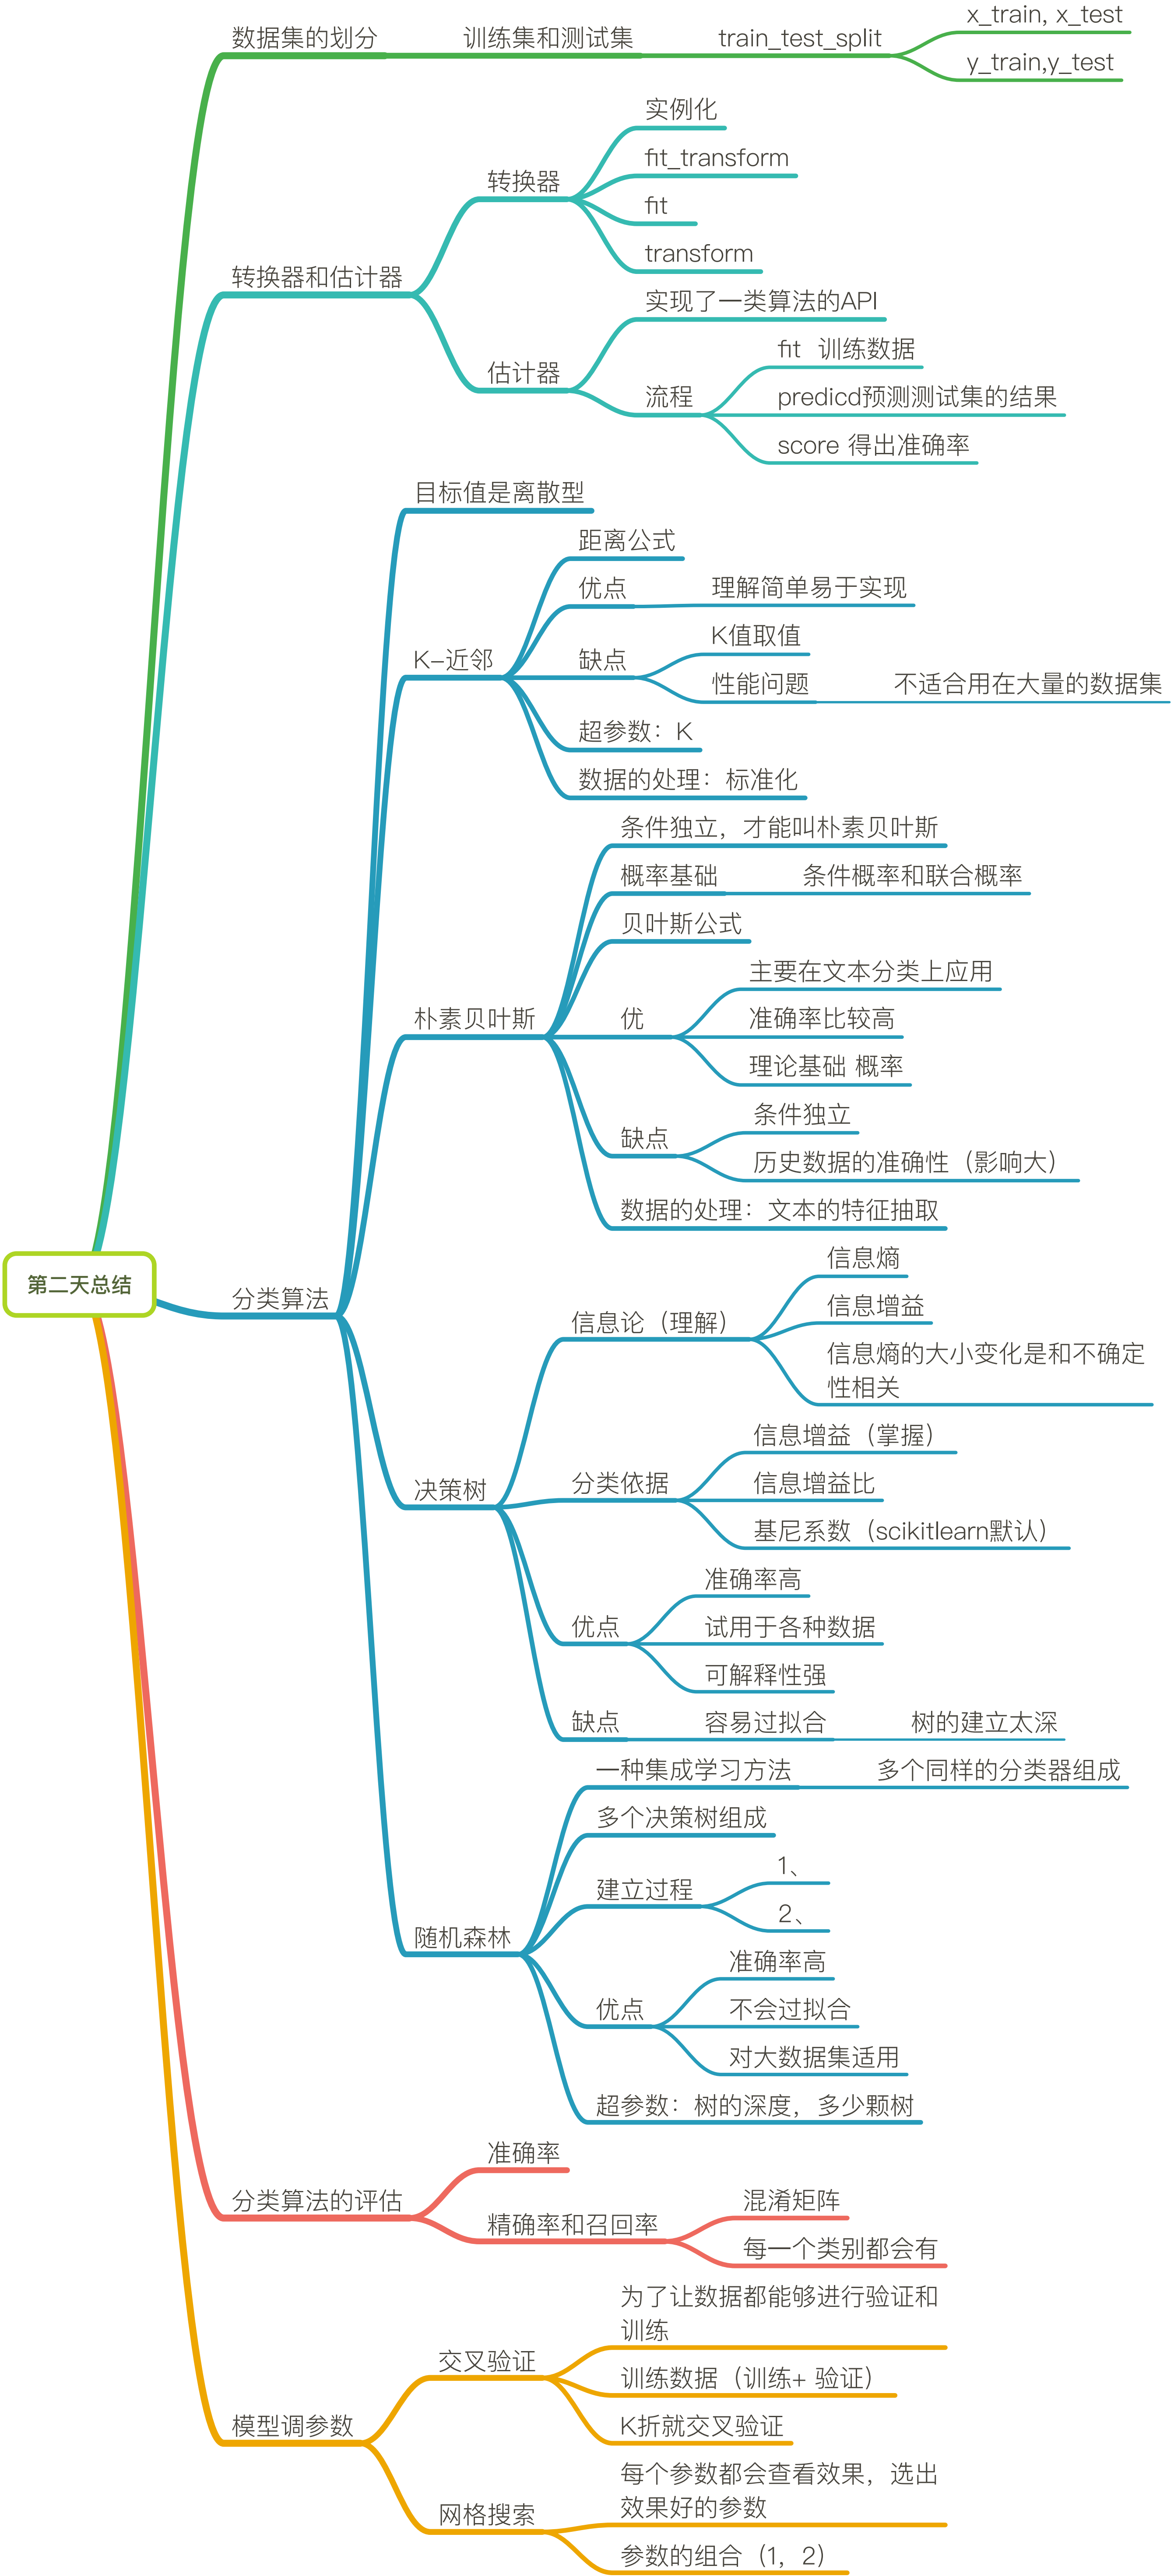 x_train, x_test
数据集的划分
训练集和测试集
train_test_split
y_train,y_test
实例化
fit_transform
转换器
fit
transform
转换器和估计器
实现了一类算法的API
fit 训练数据
估计器
流程
predicd预测测试集的结果
score 得出准确率
目标值是离散型
距离公式
优点
理解简单易于实现
K值取值
K-近邻
缺点
性能问题
不适合用在大量的数据集
超参数：K
数据的处理：标准化
条件独立，才能叫朴素贝叶斯
概率基础
条件概率和联合概率
贝叶斯公式
主要在文本分类上应用
朴素贝叶斯
优
准确率比较高
理论基础 概率
条件独立
缺点
历史数据的准确性（影响大）
数据的处理：文本的特征抽取
第二天总结
分类算法
信息熵
信息论（理解）
信息增益
信息熵的大小变化是和不确定
性相关
信息增益（掌握）
决策树
分类依据
信息增益比
基尼系数（scikitlearn默认）
准确率高
优点
试用于各种数据
可解释性强
缺点
容易过拟合
树的建立太深
一种集成学习方法
多个同样的分类器组成
多个决策树组成
1、
建立过程
2、
随机森林
准确率高
优点
不会过拟合
对大数据集适用
超参数：树的深度，多少颗树
准确率
分类算法的评估
精确率和召回率
混淆矩阵
每一个类别都会有
为了让数据都能够进行验证和
训练
交叉验证
训练数据（训练+ 验证）
K折就交叉验证
模型调参数
每个参数都会查看效果，选出
效果好的参数
网格搜索
参数的组合（1，2）